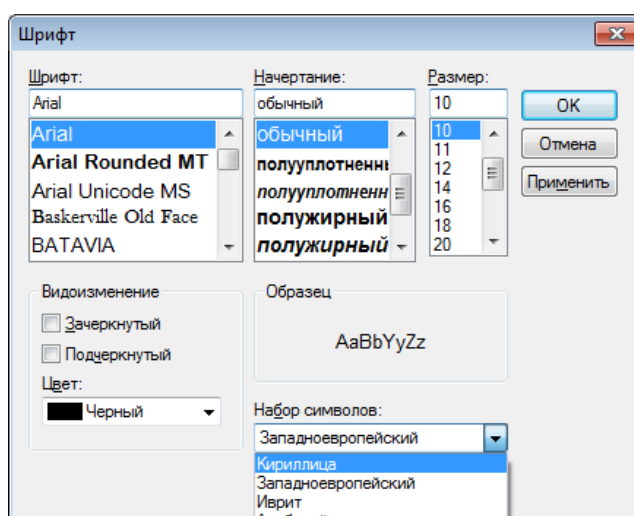 Шрифт
Шрифт:
Arial
Arial
Arial Rounded MT
Arial Unicode MS
Baskerville Old Face
BATAVIA
Начертание:
обычный
обычный
полууплотненнь
полууплотненн
полужирный
полужирный
Размер:
10
10
11
12
14
16
18
20
OK
Отмена
Применить
Видоизменение
Зачеркнутый
Подчеркнутый
Цвет:
Черный
Образец
AaBbYyZz
Набор символов:
Западноевропейский
Кириллица
Западноевропейский
Иврит